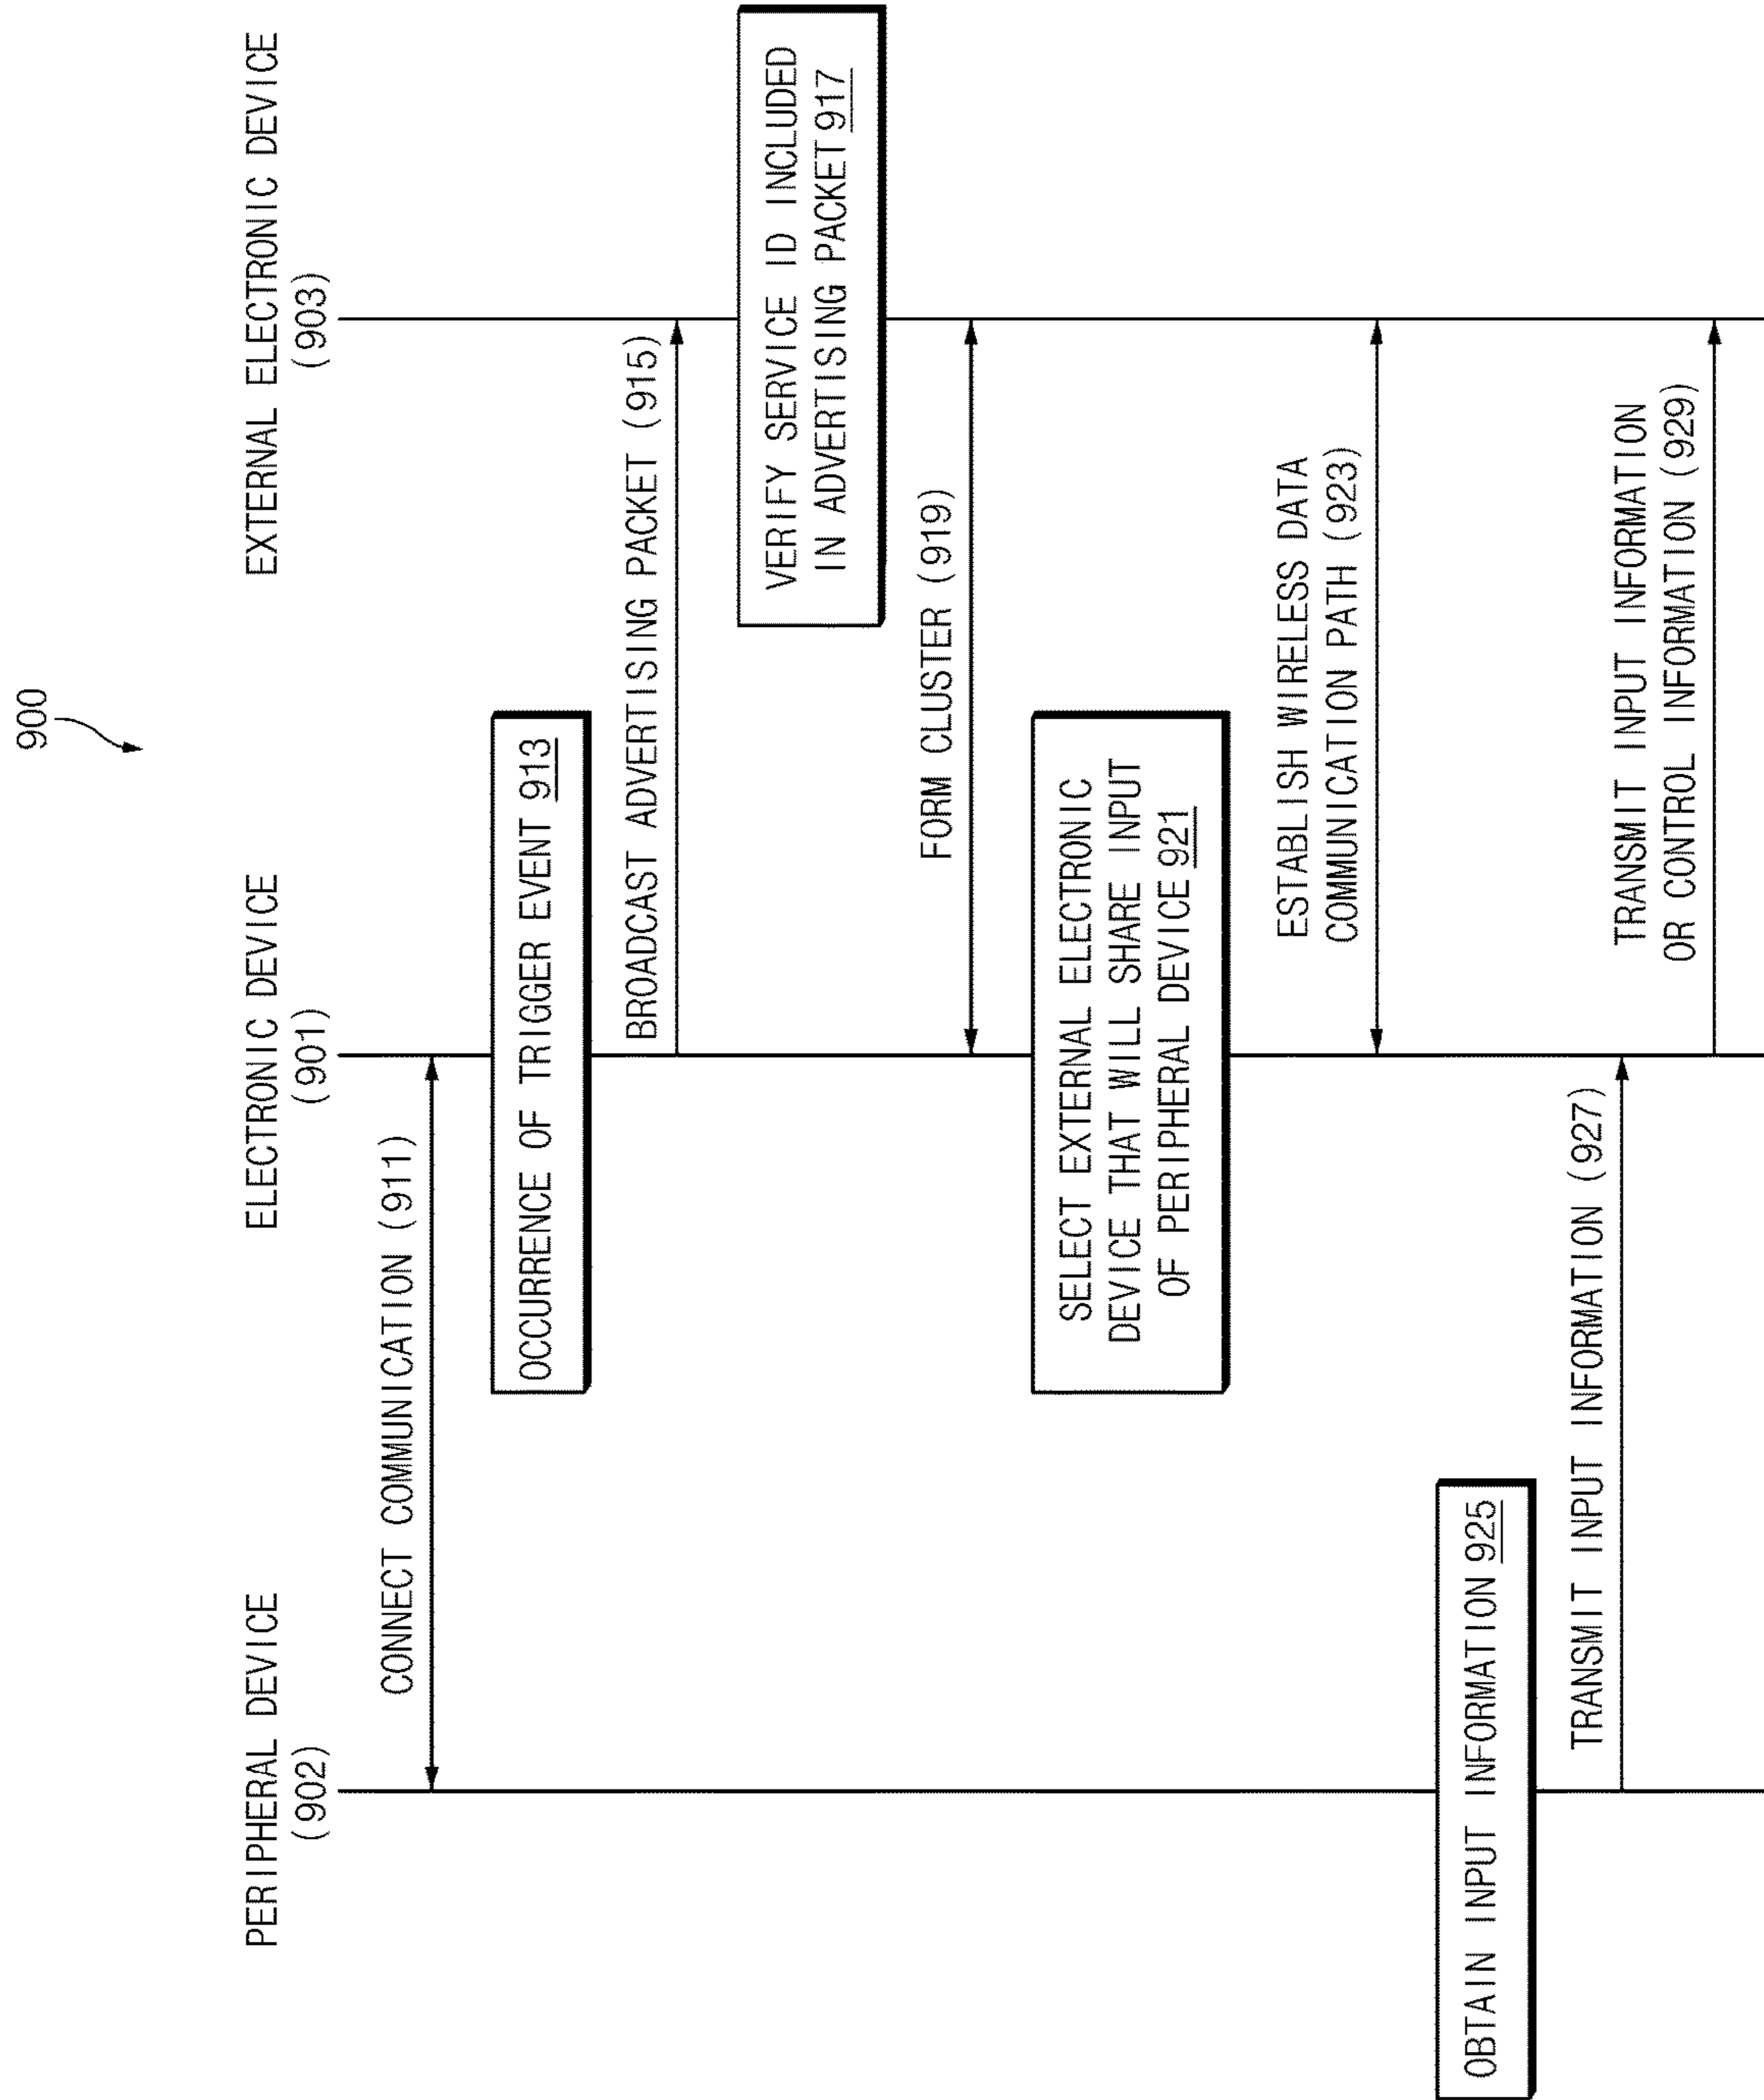 900
PERIPHERAL DEVICE
(902)
ELECTRONIC DEVICE
(901)
EXTERNAL ELECTRONIC DEVICE
(903)
CONNECT COMMUNICATION (911)
OCCURRENCE OF TRIGGER EVENT 913
BROADCAST ADVERTISING PACKET (915)
VERIFY SERVICE ID INCLUDED
IN ADVERTISING PACKET 917
FORM CLUSTER (919)
SELECT EXTERNAL ELECTRONIC
DEVICE THAT WILL SHARE INPUT
OF PERIPHERAL DEVICE 921
ESTABLISH WIRELESS DATA
COMMUNICATION PATH (923)
OBTAIN INPUT INFORMATION 925
TRANSMIT INPUT INFORMATION (927)
TRANSMIT INPUT INFORMATION
OR CONTROL INFORMATION (929)